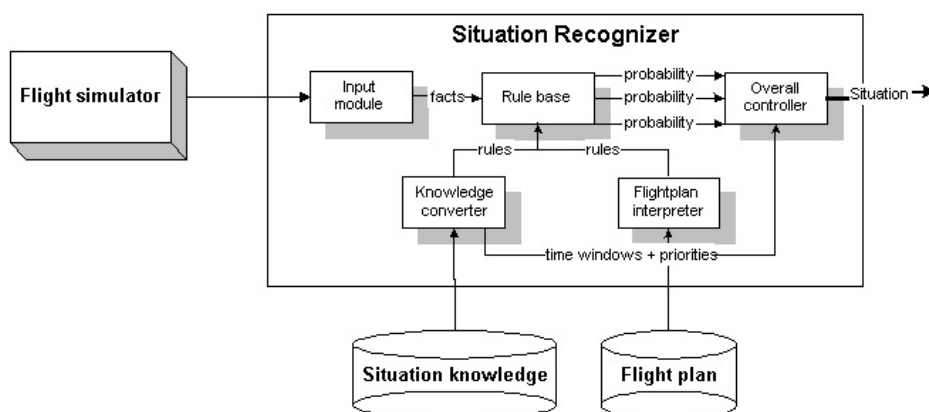 Situation Recognizer
Flight simulator
Input
module
facts
Rule base
probability
probability
probability
Overall
controller
Situation
rules
rules
Knowledge
converter
Flightplan
interpreter
time windows + priorities
Situation knowledge
Flight plan